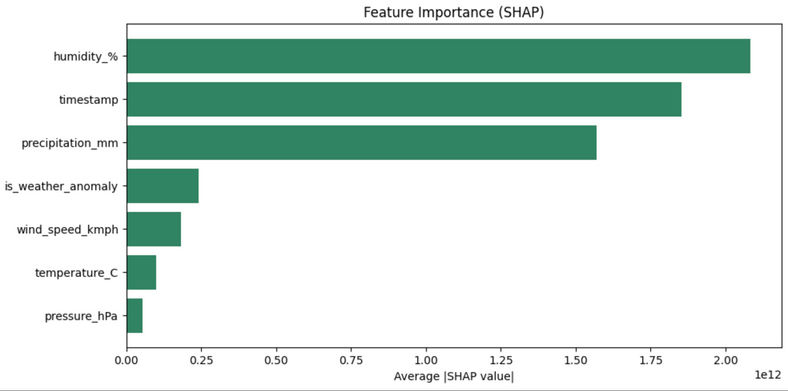 Feature Importance (SHAP)
humidity_%
timestamp
precipitation_mm
is_weather_anomaly
wind_speed_kmph
temperature_C
pressure_hPa
0.00 0.25 0.50 0.75 1.00 1.25 1.50 1.75 2.00
1e12
Average |SHAP value|